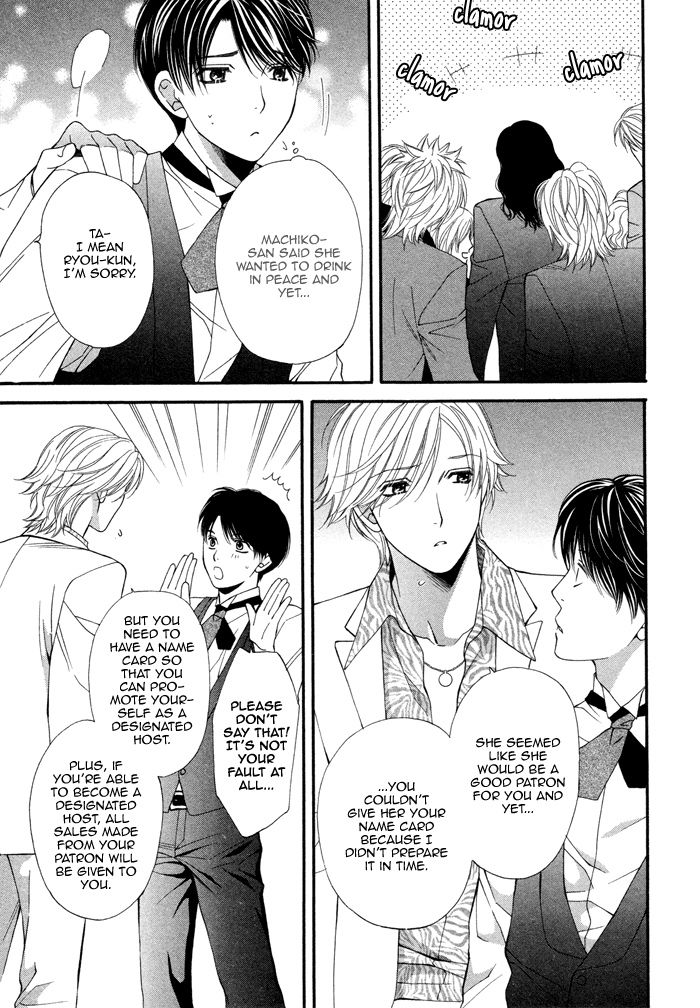 clamor
clamor
clamor
MACHIKO-
SAN SAID SHE
WANTED TO DRINK
IN PEACE AND
YET...
TA-
I MEAN
RYOU-KUN,
I'M SORRY.
SHE SEEMED
LIKE SHE
WOULD BE A
GOOD PATRON
FOR YOU AND
YET...
...YOU
COULDN'T
GIVE HER YOUR
NAME CARD
BECAUSE I
DIDN'T PREPARE
IT IN TIME.
PLEASE
DON'T
SAY THAT!
IT'S NOT
YOUR
FAULT AT
ALL...
BUT YOU
NEED TO
HAVE A NAME
CARD SO
THAT YOU
CAN PRO-
MOTE YOUR-
SELF AS A
DESIGNATED
HOST.
PLUS, IF
YOU'RE ABLE
TO BECOME A
DESIGNATED
HOST, ALL
SALES MADE
FROM YOUR
PATRON WILL
BE GIVEN TO
YOU.